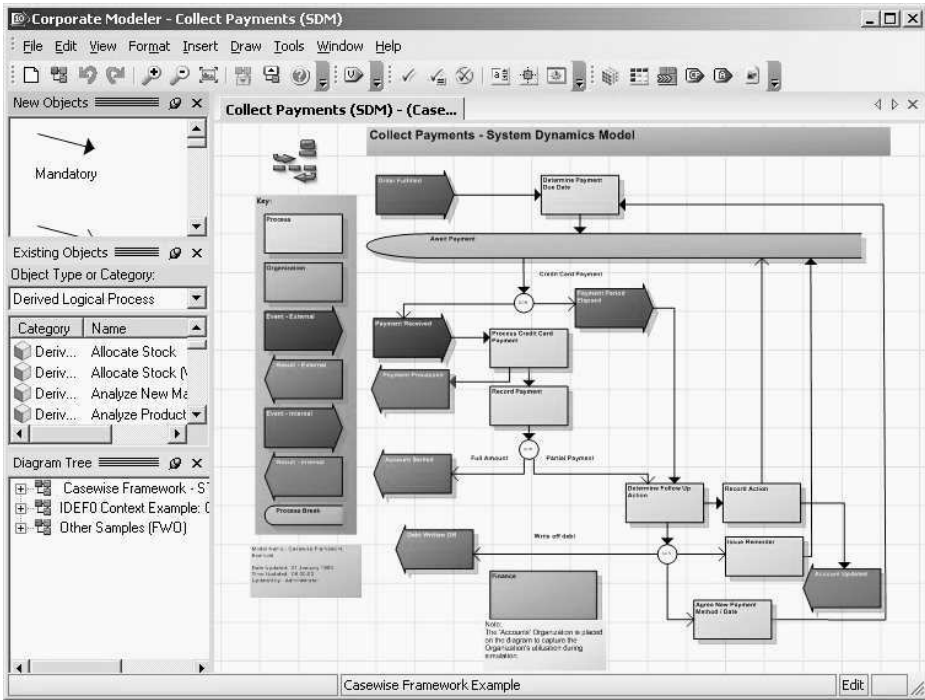 Corporate Modeler - Collect Payments (SDM)
File Edit View Format Insert Draw Tools Window Help
New Objects
Mandatory
Existing Objects
Object Type or Category:
Derived Logical Process
Category Name
Deriv... Allocate Stock
Deriv... Allocate Stock (
Deriv... Analyze New Ma
Deriv... Analyze Product
Diagram Tree
Casewise Framework - ST
IDEF0 Context Example:
Other Samples (FWO)
Collect Payments (SDM) - (Case...
Collect Payments - System Dynamics Model
Key:
Process
Organization
Event - External
Result - External
Event - Internal
Result - Internal
Process Break
Order Fulfilled
Determine Payment
Due Date
Await Payment
Credit Card Payment
Payment Period
Elapsed
Payment Received
Process Credit Card
Payment
Payment Processed
Record Payment
Full Amount
Partial Payment
Account Settled
Determine Follow Up
Action
Record Action
Debt Written Off
Write off debt
Issue Reminder
Account Updated
Agree New Payment
Method / Date
Finance
Note:
The 'Accounts' Organization is placed
on the diagram to capture the
Organization's utilisation during
simulation.
Casewise Framework Example
Edit